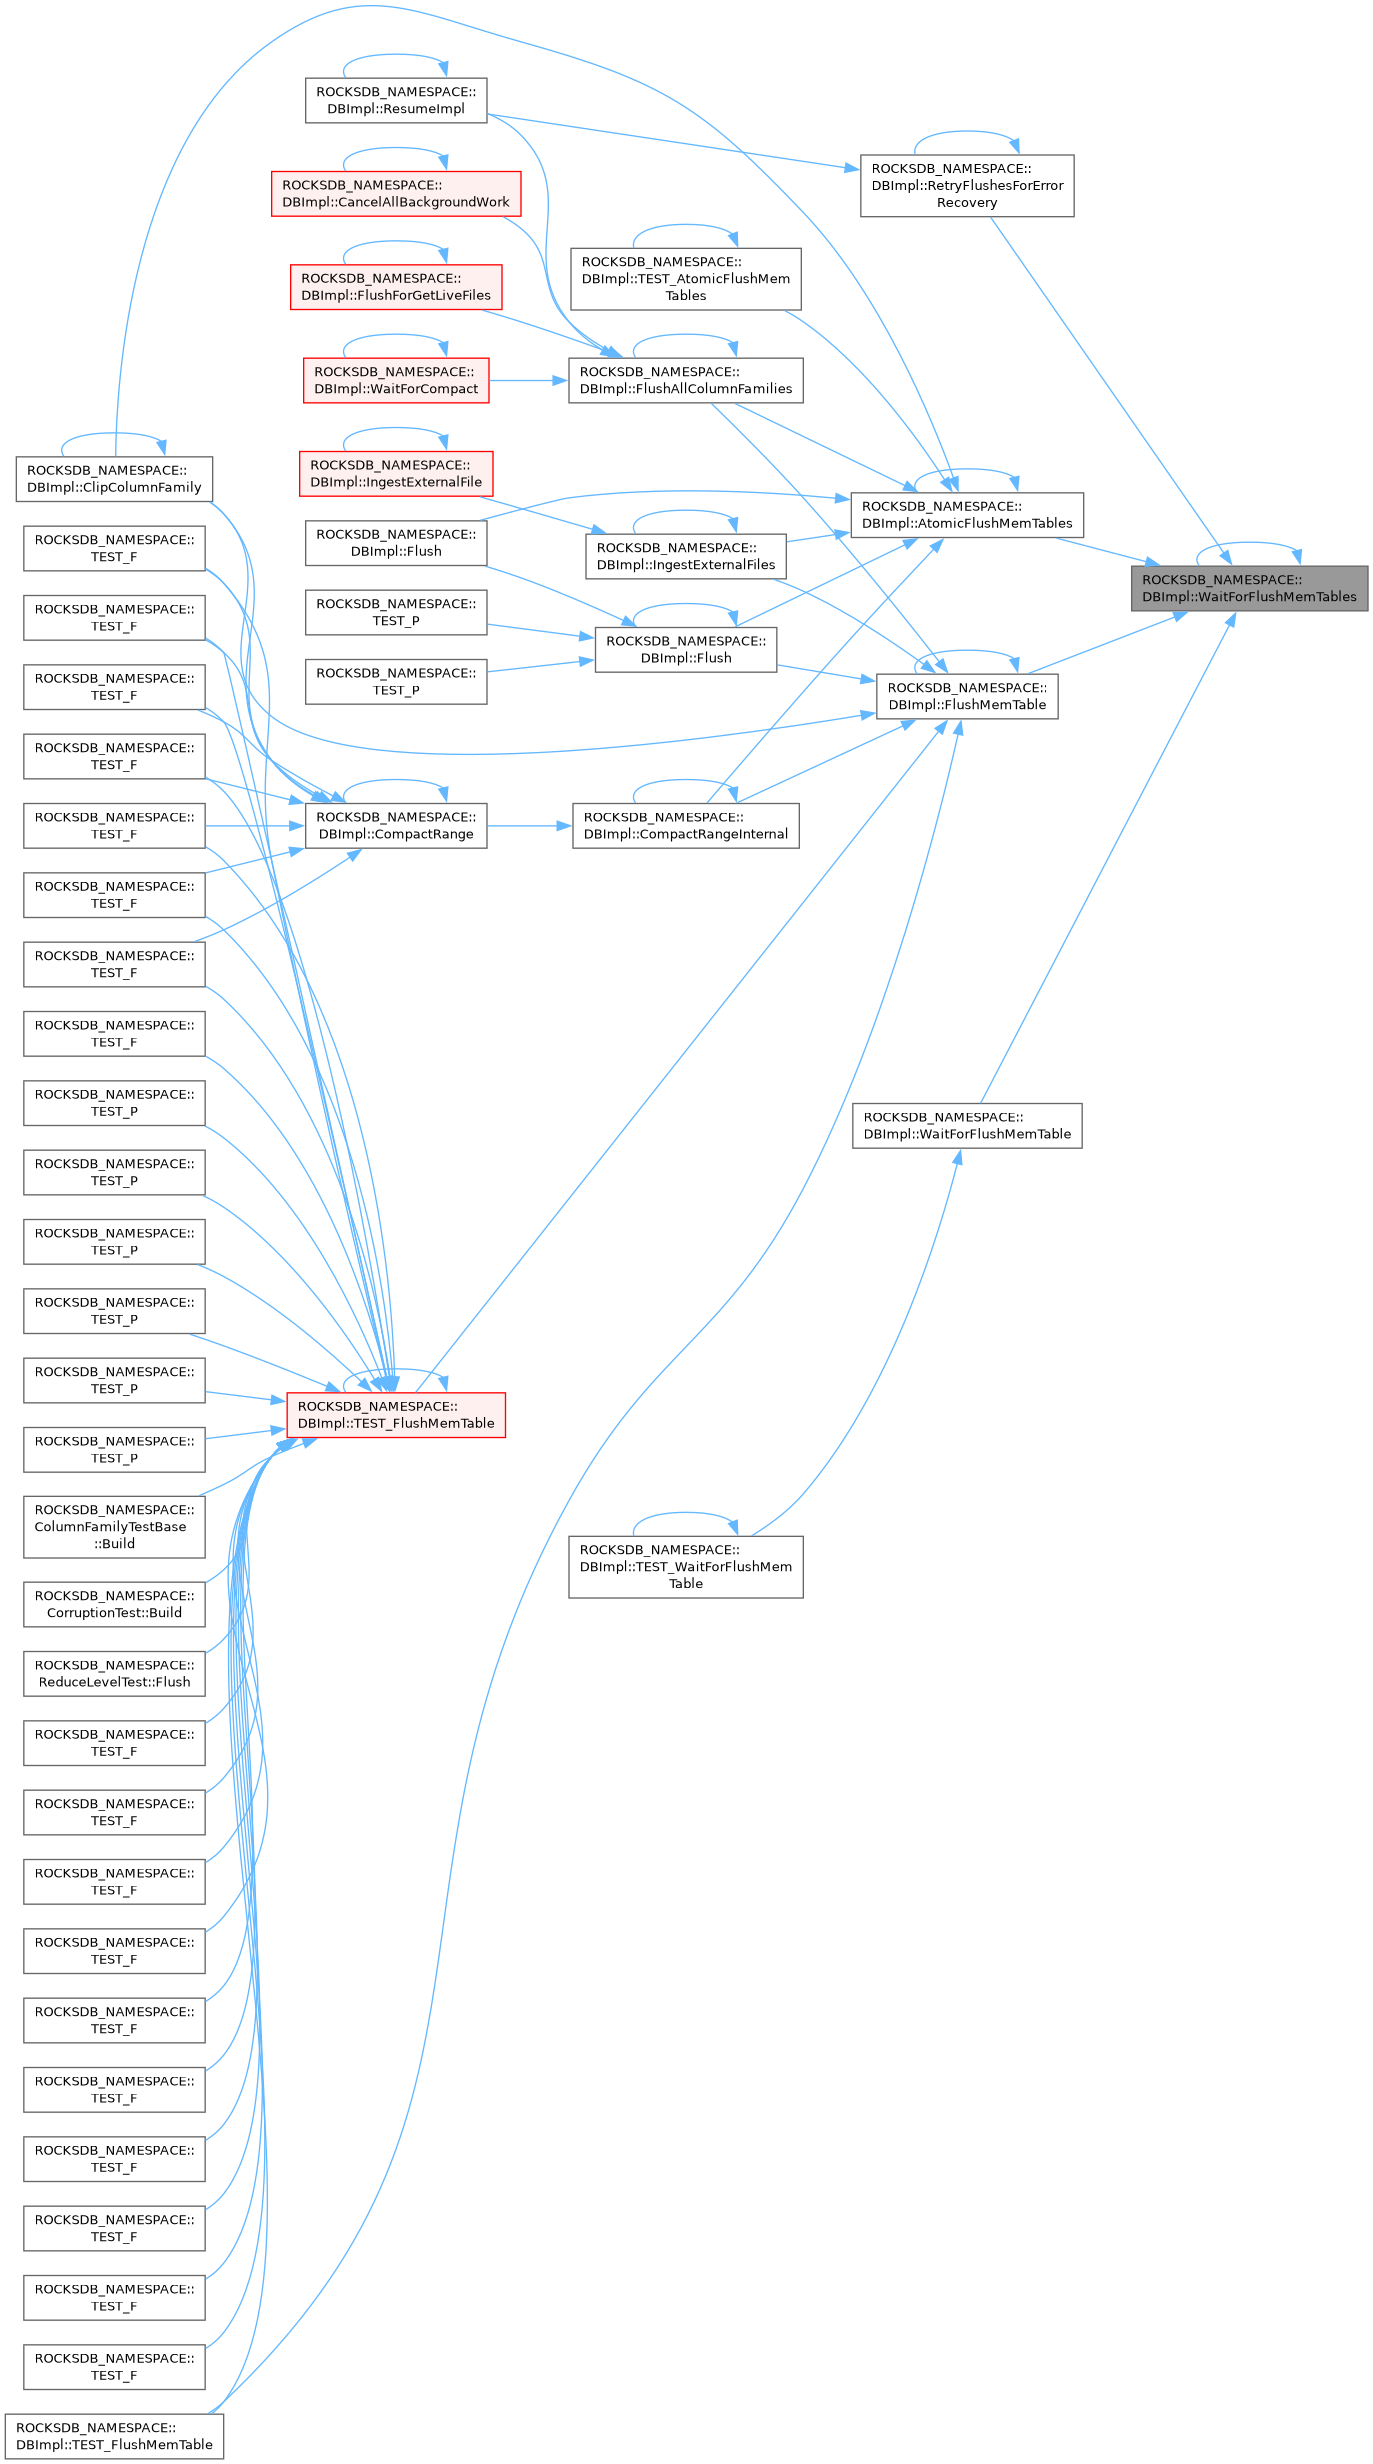 ROCKSDB_NAMESPACE::
DBImpl::ResumeImpl
ROCKSDB_NAMESPACE::
DBImpl::RetryFlushesForError
Recovery
ROCKSDB_NAMESPACE::
DBImpl::CancelAllBackgroundWork
ROCKSDB_NAMESPACE::
DBImpl::TEST_AtomicFlushMem
Tables
ROCKSDB_NAMESPACE::
DBImpl::FlushForGetLiveFiles
ROCKSDB_NAMESPACE::
DBImpl::WaitForCompact
ROCKSDB_NAMESPACE::
DBImpl::FlushAllColumnFamilies
ROCKSDB_NAMESPACE::
DBImpl::IngestExternalFile
ROCKSDB_NAMESPACE::
DBImpl::ClipColumnFamily
ROCKSDB_NAMESPACE::
DBImpl::AtomicFlushMemTables
ROCKSDB_NAMESPACE::
DBImpl::Flush
ROCKSDB_NAMESPACE::
DBImpl::IngestExternalFiles
ROCKSDB_NAMESPACE::
TEST_F
ROCKSDB_NAMESPACE::
DBImpl::WaitForFlushMemTables
ROCKSDB_NAMESPACE::
TEST_P
ROCKSDB_NAMESPACE::
TEST_F
ROCKSDB_NAMESPACE::
DBImpl::Flush
ROCKSDB_NAMESPACE::
TEST_P
ROCKSDB_NAMESPACE::
TEST_F
ROCKSDB_NAMESPACE::
DBImpl::FlushMemTable
ROCKSDB_NAMESPACE::
TEST_F
ROCKSDB_NAMESPACE::
TEST_F
ROCKSDB_NAMESPACE::
DBImpl::CompactRange
ROCKSDB_NAMESPACE::
DBImpl::CompactRangeInternal
ROCKSDB_NAMESPACE::
TEST_F
ROCKSDB_NAMESPACE::
TEST_F
ROCKSDB_NAMESPACE::
TEST_F
ROCKSDB_NAMESPACE::
TEST_P
ROCKSDB_NAMESPACE::
DBImpl::WaitForFlushMemTable
ROCKSDB_NAMESPACE::
TEST_P
ROCKSDB_NAMESPACE::
TEST_P
ROCKSDB_NAMESPACE::
TEST_P
ROCKSDB_NAMESPACE::
TEST_P
ROCKSDB_NAMESPACE::
DBImpl::TEST_FlushMemTable
ROCKSDB_NAMESPACE::
TEST_P
ROCKSDB_NAMESPACE::
ColumnFamilyTestBase
::Build
ROCKSDB_NAMESPACE::
DBImpl::TEST_WaitForFlushMem
Table
ROCKSDB_NAMESPACE::
CorruptionTest::Build
ROCKSDB_NAMESPACE::
ReduceLevelTest::Flush
ROCKSDB_NAMESPACE::
TEST_F
ROCKSDB_NAMESPACE::
TEST_F
ROCKSDB_NAMESPACE::
TEST_F
ROCKSDB_NAMESPACE::
TEST_F
ROCKSDB_NAMESPACE::
TEST_F
ROCKSDB_NAMESPACE::
TEST_F
ROCKSDB_NAMESPACE::
TEST_F
ROCKSDB_NAMESPACE::
TEST_F
ROCKSDB_NAMESPACE::
TEST_F
ROCKSDB_NAMESPACE::
TEST_F
ROCKSDB_NAMESPACE::
DBImpl::TEST_FlushMemTable